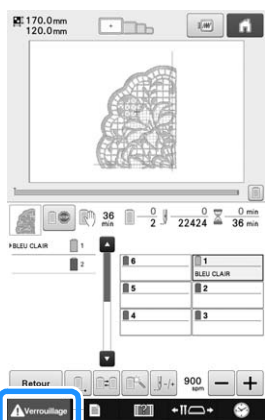 170.0mm
120.0mm
36 min
0
2
0
22424
0 min
36 min
BLEU CLAIR 1
2
6
1
BLEU CLAIR
5
2
4
3
Retour
900
spm
Verrouillage